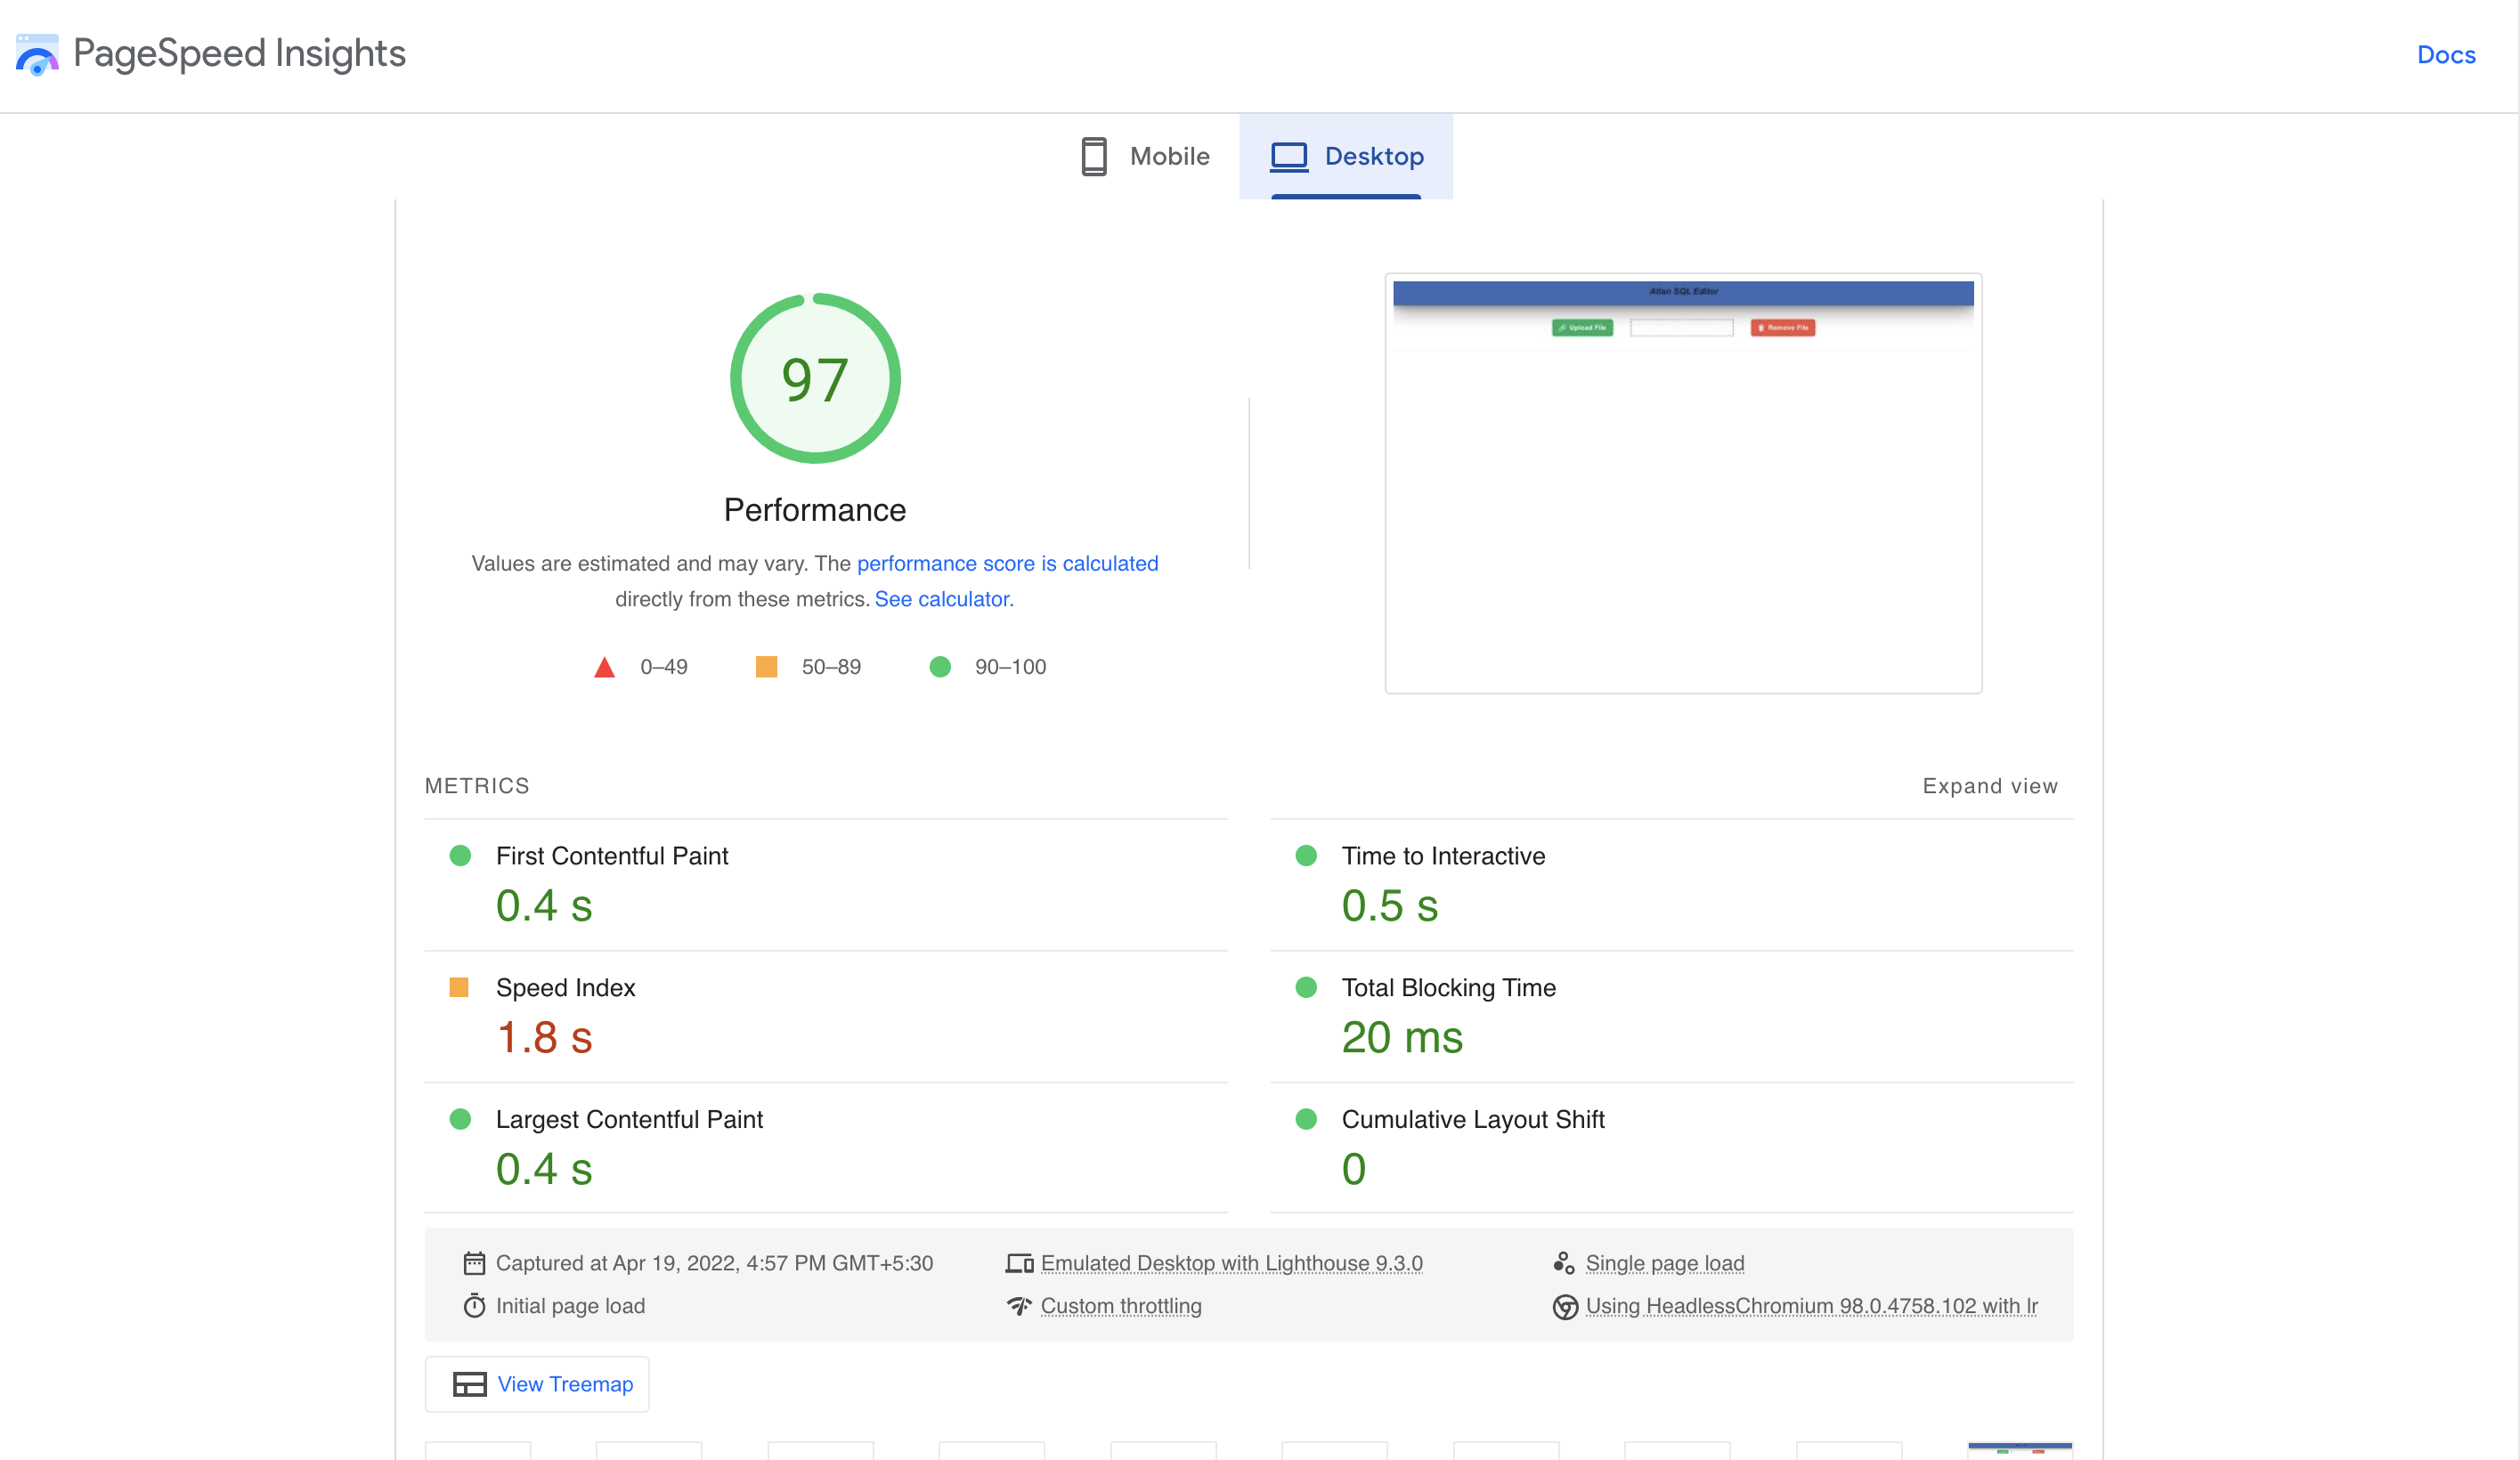 PageSpeed Insights
Docs
Mobile
Desktop
97
Atlan SQL Editor
Upload File
Remove File
Performance
Values are estimated and may vary. The performance score is calculated
directly from these metrics. See calculator.
0–49
50–89
90–100
METRICS
Expand view
First Contentful Paint
0.4 s
Time to Interactive
0.5 s
Speed Index
1.8 s
Total Blocking Time
20 ms
Largest Contentful Paint
0.4 s
Cumulative Layout Shift
0
Captured at Apr 19, 2022, 4:57 PM GMT+5:30
Emulated Desktop with Lighthouse 9.3.0
Single page load
Initial page load
Custom throttling
Using HeadlessChromium 98.0.4758.102 with lr
View Treemap